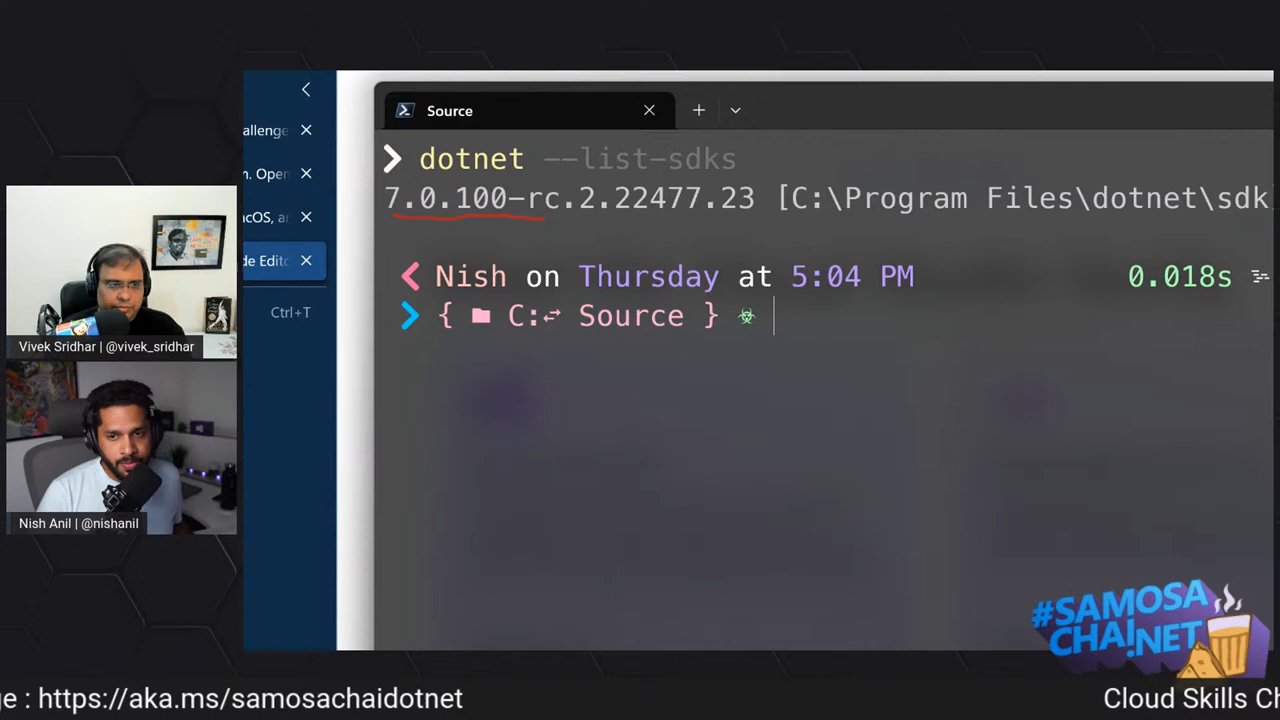 Source
dotnet --list-sdks
7.0.100-rc.2.22477.23 [C:\Program Files\dotnet\sdk
Nish on Thursday at 5:04 PM
0.018s
{ C: Source }
allenge
n. Open
acOS, ar
de Edito
Ctrl+T
Vivek Sridhar | @vivek_sridhar
Nish Anil | @nishanil
#SAMOSA
CHAI.NET
ge : https://aka.ms/samosachaidotnet
Cloud Skills Ch